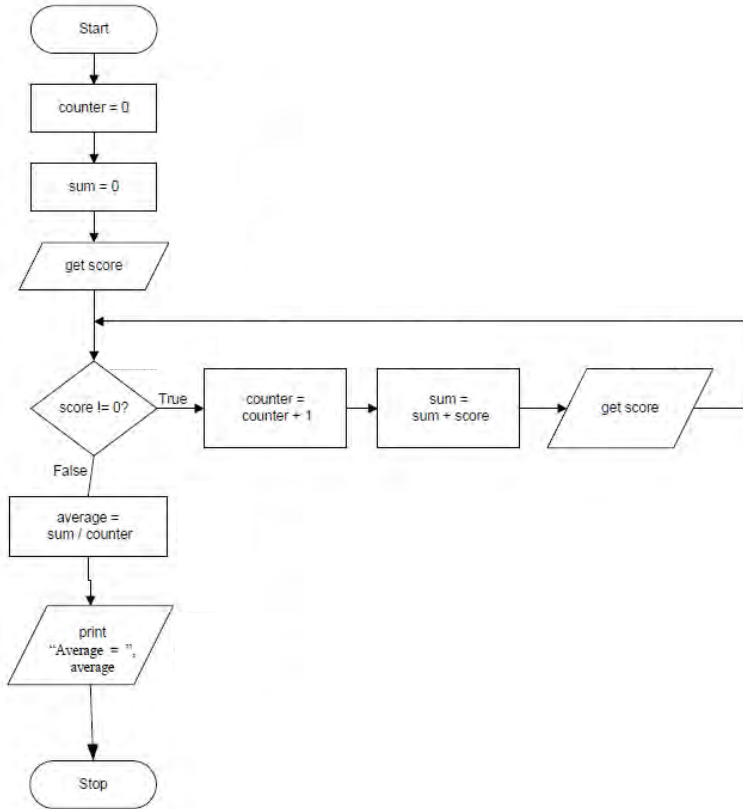 Start
counter = 0
sum = 0
get score
score != 0?
True
counter =
counter + 1
sum =
sum + score
get score
False
average =
sum / counter
print
“Average = ”,
average
Stop